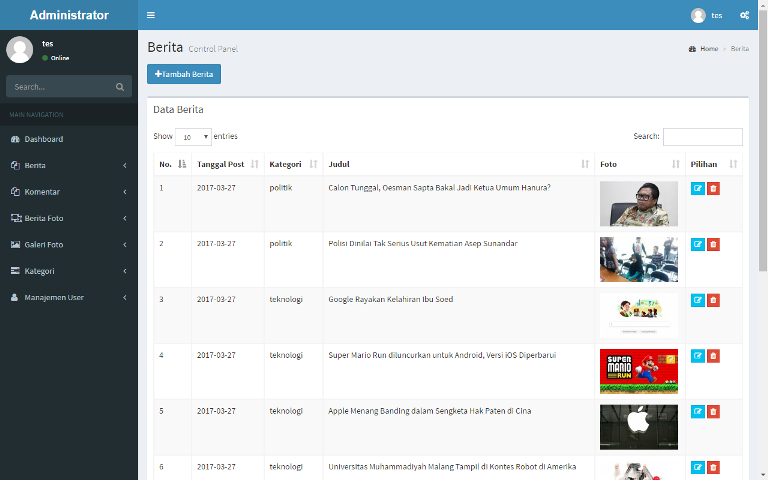 Administrator
tes
tes
Online
Search...
MAIN NAVIGATION
Dashboard
Berita
Komentar
Berita Foto
Galeri Foto
Kategori
Manajemen User
Berita Control Panel
Home > Berita
+Tambah Berita
Data Berita
Show 10 entries
Search:
No. Tanggal Post Kategori Judul Foto Pilihan
1 2017-03-27 politik Calon Tunggal, Oesman Sapta Bakal Jadi Ketua Umum Hanura?
2 2017-03-27 politik Polisi Dinilai Tak Serius Usut Kematian Asep Sunandar
3 2017-03-27 teknologi Google Rayakan Kelahiran Ibu Soed
4 2017-03-27 teknologi Super Mario Run diluncurkan untuk Android, Versi iOS Diperbarui
SUPER
MARIO
RUN
5 2017-03-27 teknologi Apple Menang Banding dalam Sengketa Hak Paten di Cina
6 2017-03-27 teknologi Universitas Muhammadiyah Malang Tampil di Kontes Robot di Amerika